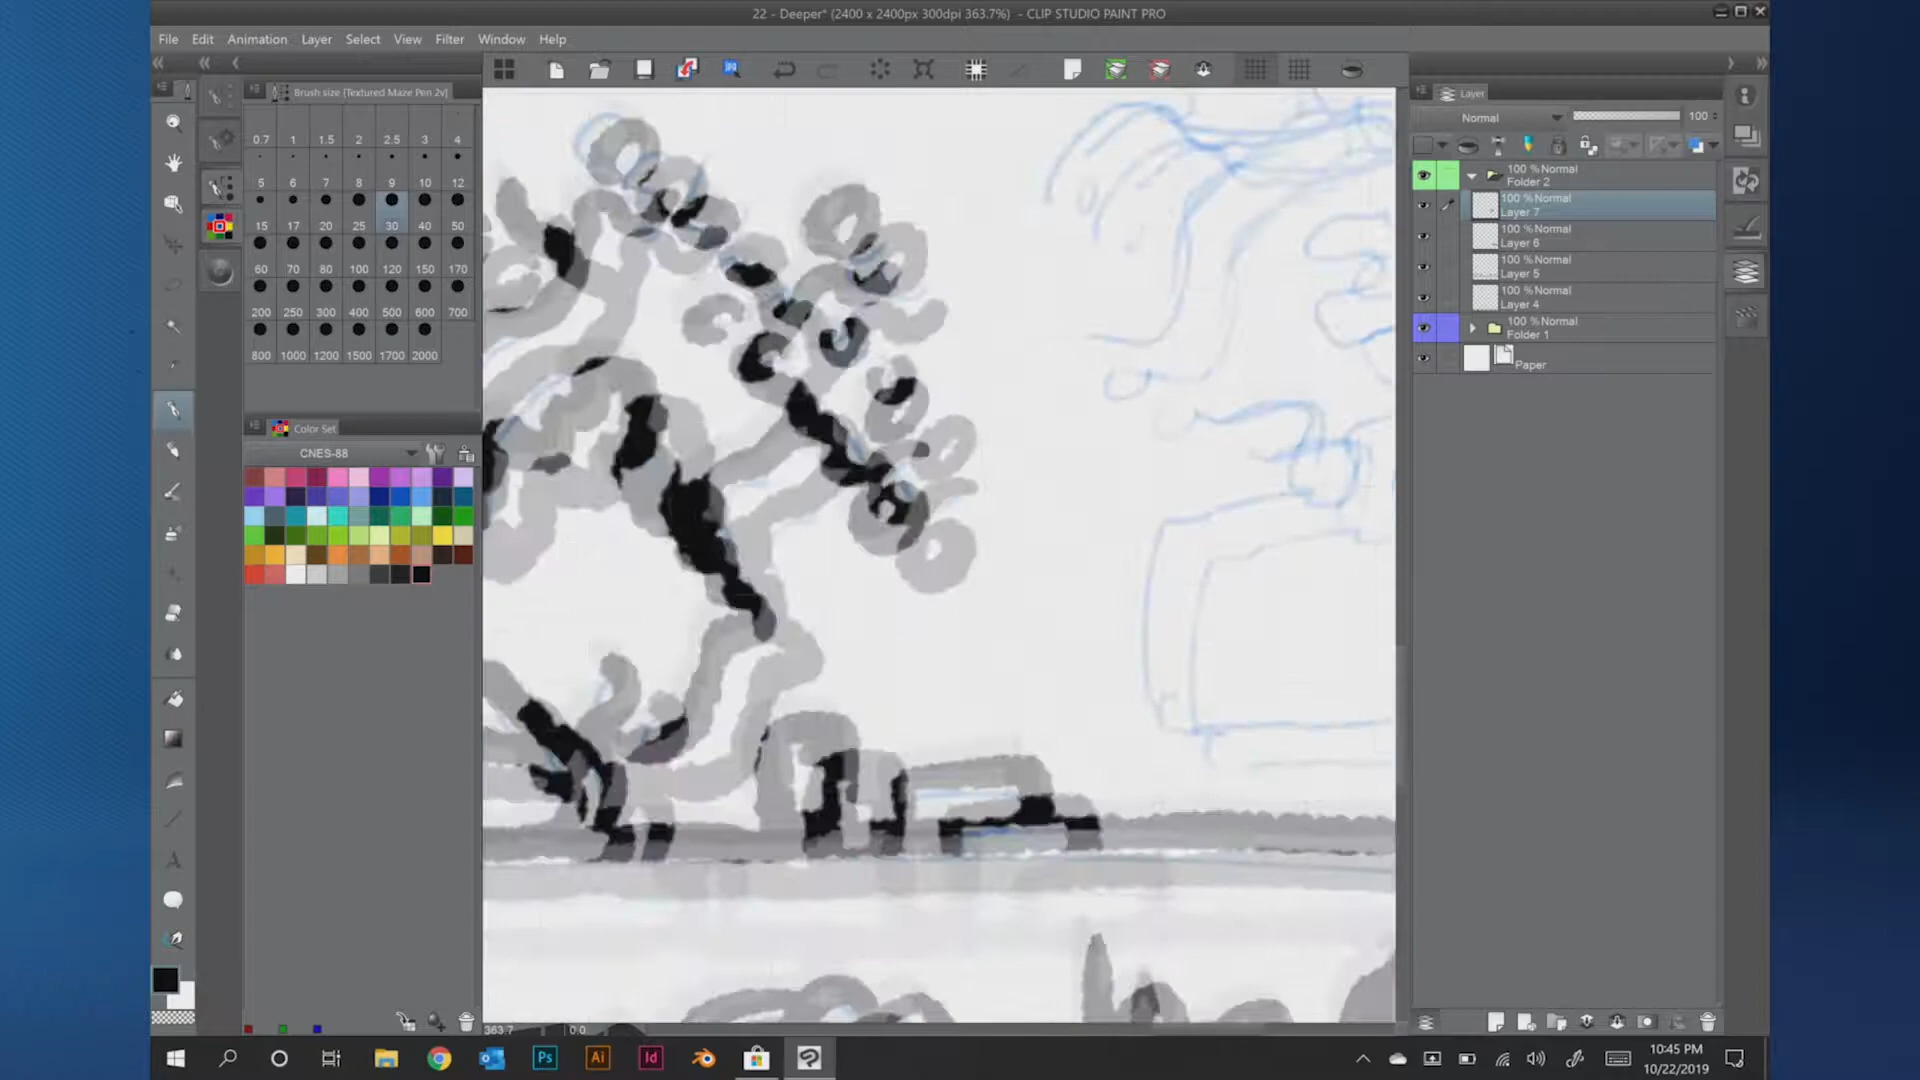 22 - Deeper* (2400 x 2400px 300dpi 363.7%) - CLIP STUDIO PAINT PRO
File Edit Animation Layer Select View Filter Window Help
Brush size [Textured Maze Pen 2v]
0.7 1 1.5 2 2.5 3 4
5 6 7 8 9 10 12
15 17 20 25 30 40 50
60 70 80 100 120 150 170
200 250 300 400 500 600 700
800 1000 1200 1500 1700 2000
Color Set
CNES-88
Layer
Normal 100
100 % Normal
Folder 2
100 % Normal
Layer 7
100 % Normal
Layer 6
100 % Normal
Layer 5
100 % Normal
Layer 4
100 % Normal
Folder 1
Paper
A
363.7 0.0
Ps Ai Id
10:45 PM
10/22/2019